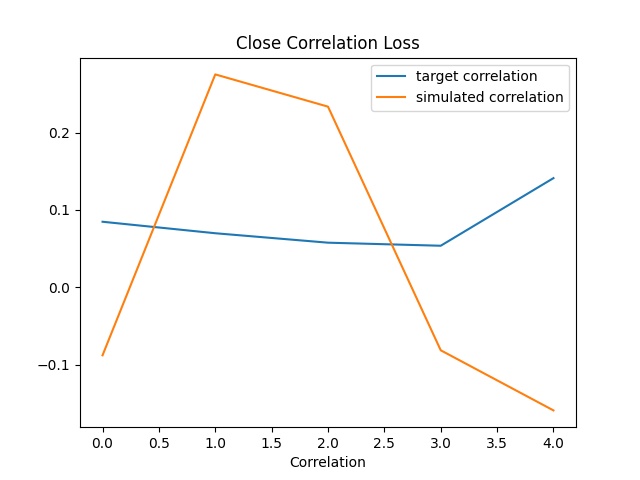 Close Correlation Loss
target correlation
simulated correlation
0.2
0.1
0.0
−0.1
0.0 0.5 1.0 1.5 2.0 2.5 3.0 3.5 4.0
Correlation